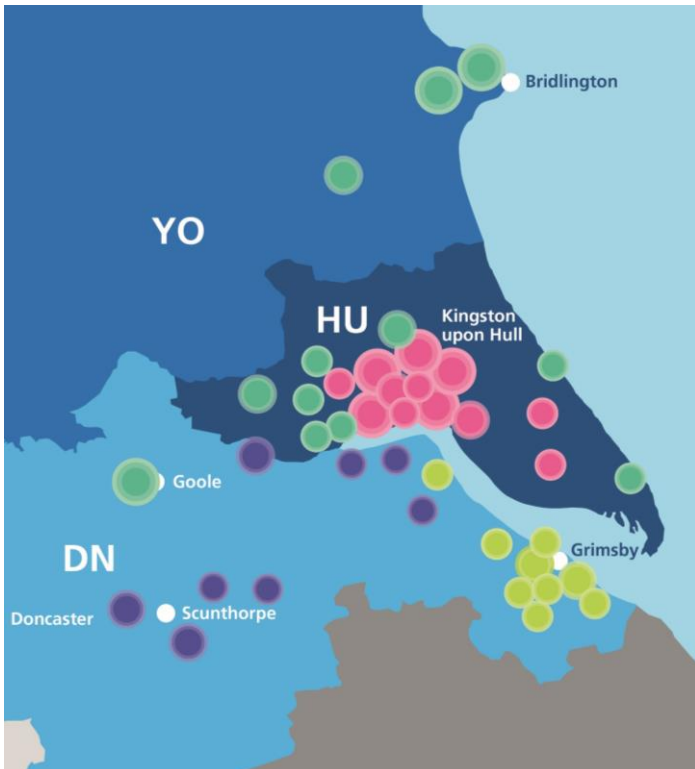 Bridlington
YO
HU
Kingston
upon Hull
Goole
DN
Grimsby
Doncaster
Scunthorpe